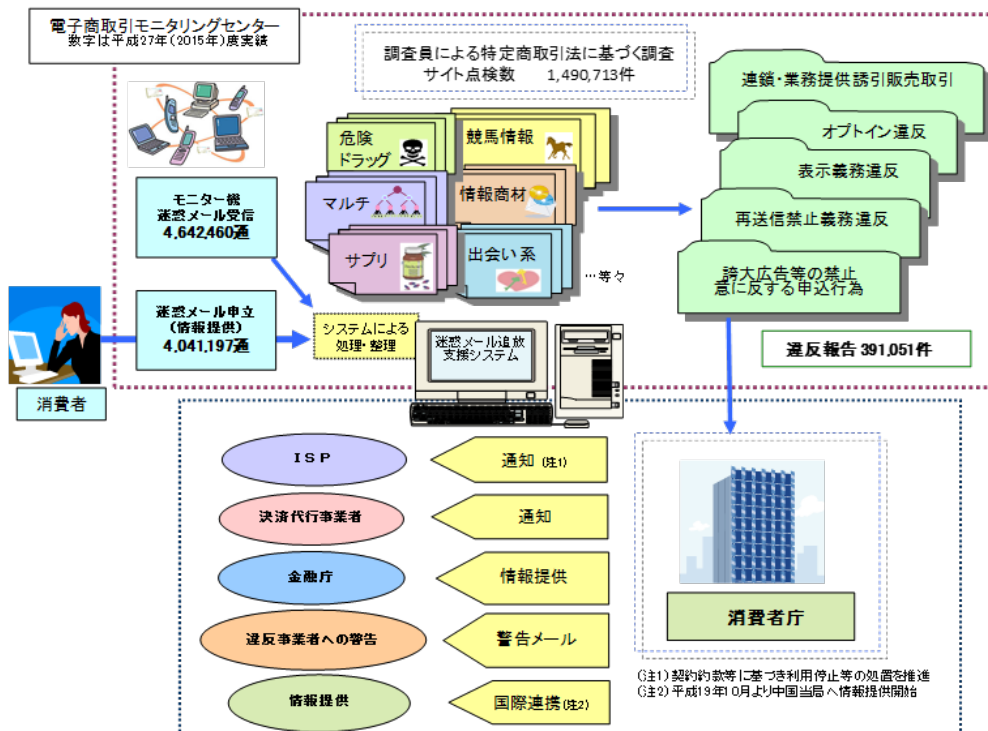 電子商取引モニタリングセンター
数字は平成27年(2015年)度実績
調査員による特定商取引法に基づく調査
サイト点検数 1,490,713件
危険
ドラッグ
競馬情報
マルチ
情報商材
サプリ
出会い系
…等々
連鎖・業務提供誘引販売取引
オプトイン違反
表示義務違反
再送信禁止義務違反
誇大広告等の禁止
意に反する申込行為
モニター機
迷惑メール受信
4,642,460通
迷惑メール申立
(情報提供)
4,041,197通
システムによる
処理・整理
迷惑メール追放
支援システム
違反報告 391,051件
消費者
ISP
通知 (注1)
決済代行事業者
通知
金融庁
情報提供
違反事業者への警告
警告メール
情報提供
国際連携(注2)
消費者庁
(注1) 契約約款等に基づき利用停止等の処置を推進
(注2) 平成19年10月より中国当局へ情報提供開始